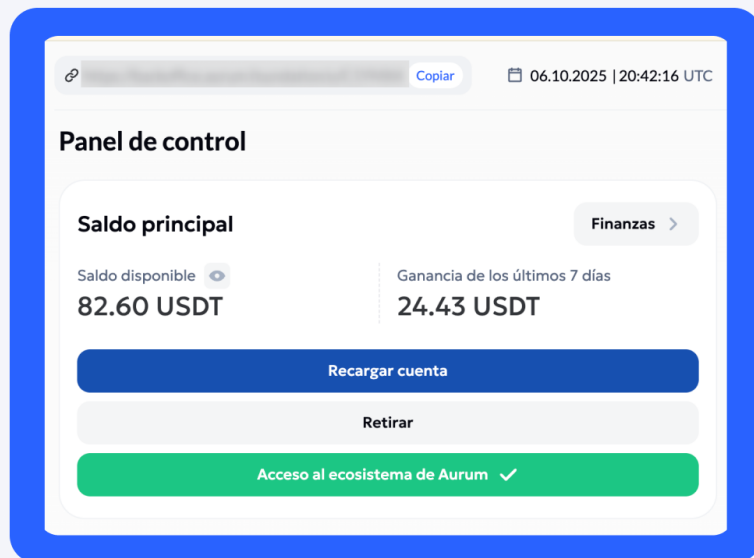 Copiar
06.10.2025 | 20:42:16 UTC
Panel de control
Saldo principal
Finanzas
Saldo disponible
Ganancia de los últimos 7 días
82.60 USDT
24.43 USDT
Recargar cuenta
Retirar
Acceso al ecosistema de Aurum